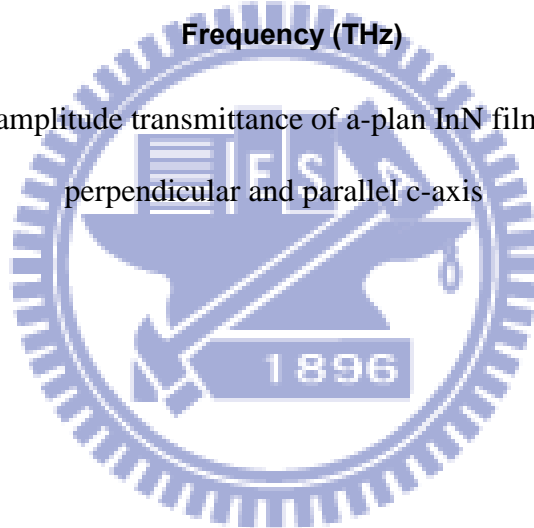 Frequency (THz)
amplitude transmittance of a-plan InN film
perpendicular and parallel c-axis
E S A
1896